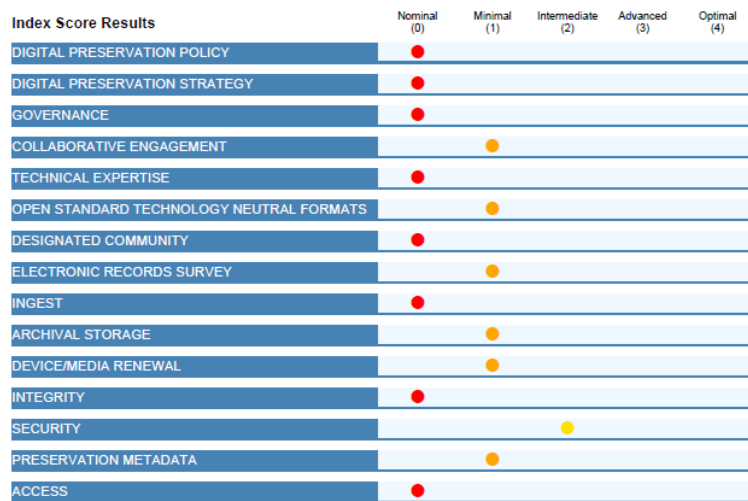 Index Score Results
Nominal Minimal Intermediate Advanced Optimal
(0) (1) (2) (3) (4)
DIGITAL PRESERVATION POLICY
DIGITAL PRESERVATION STRATEGY
GOVERNANCE
COLLABORATIVE ENGAGEMENT
TECHNICAL EXPERTISE
OPEN STANDARD TECHNOLOGY NEUTRAL FORMATS
DESIGNATED COMMUNITY
ELECTRONIC RECORDS SURVEY
INGEST
ARCHIVAL STORAGE
DEVICE/MEDIA RENEWAL
INTEGRITY
SECURITY
PRESERVATION METADATA
ACCESS